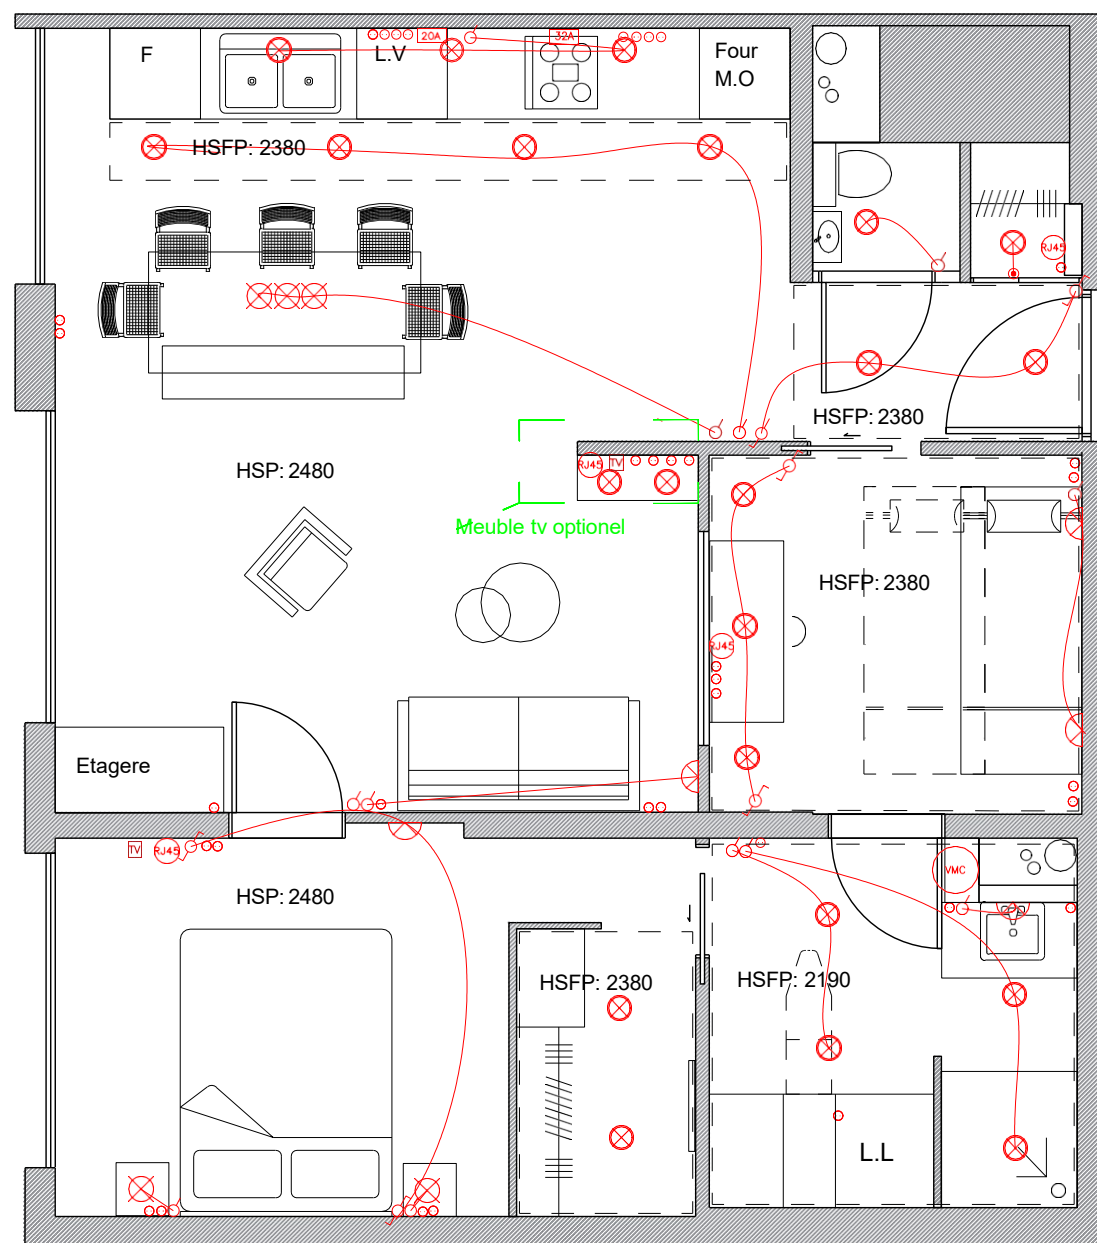 20A
32A
F
L.V
Four
M.O
HSFP: 2380
RJ45
HSFP: 2380
HSP: 2480
RJ45
TV
Meuble tv optionel
HSFP: 2380
RJ45
Etagere
TV
RJ45
VMC
HSP: 2480
HSFP: 2380
HSFP: 2190
L.L